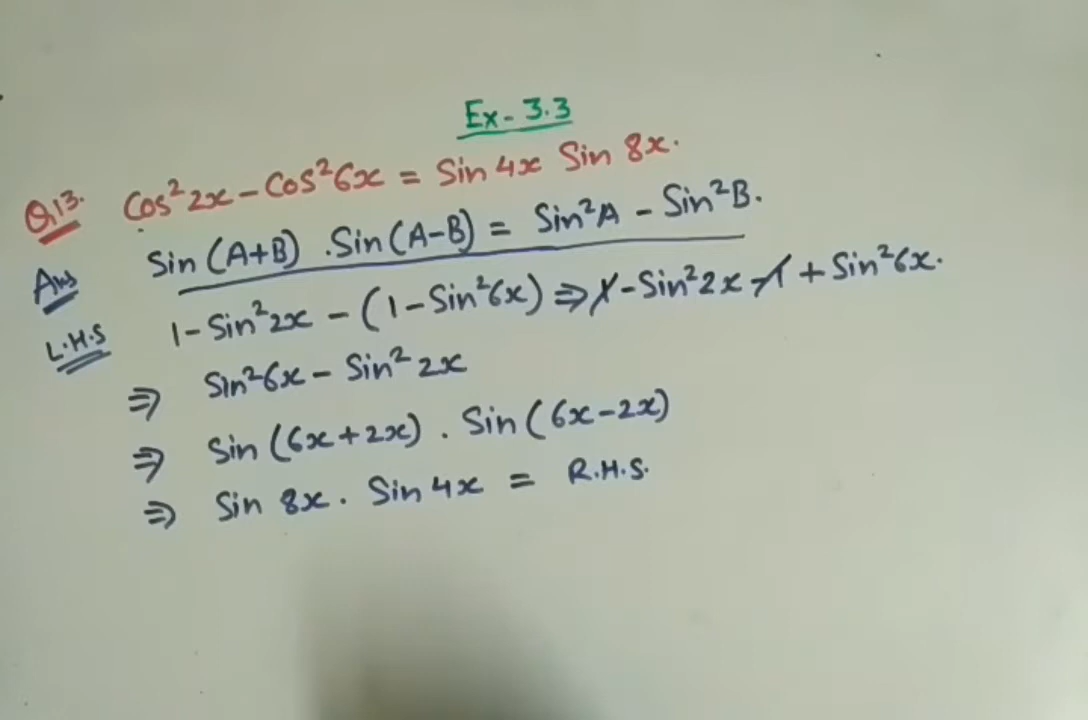 Ex- 3.3
Q.13. Cos²2x - Cos²6x = Sin 4x Sin 8x.
Ans Sin (A+B) . Sin (A-B) = Sin²A - Sin²B.
L.H.S 1 - Sin²2x - (1 - Sin²6x) ⇒ 1 - Sin²2x - 1 + Sin²6x.
⇒ Sin²6x - Sin²2x
⇒ Sin (6x+2x) . Sin (6x-2x)
⇒ Sin 8x . Sin 4x = R.H.S.